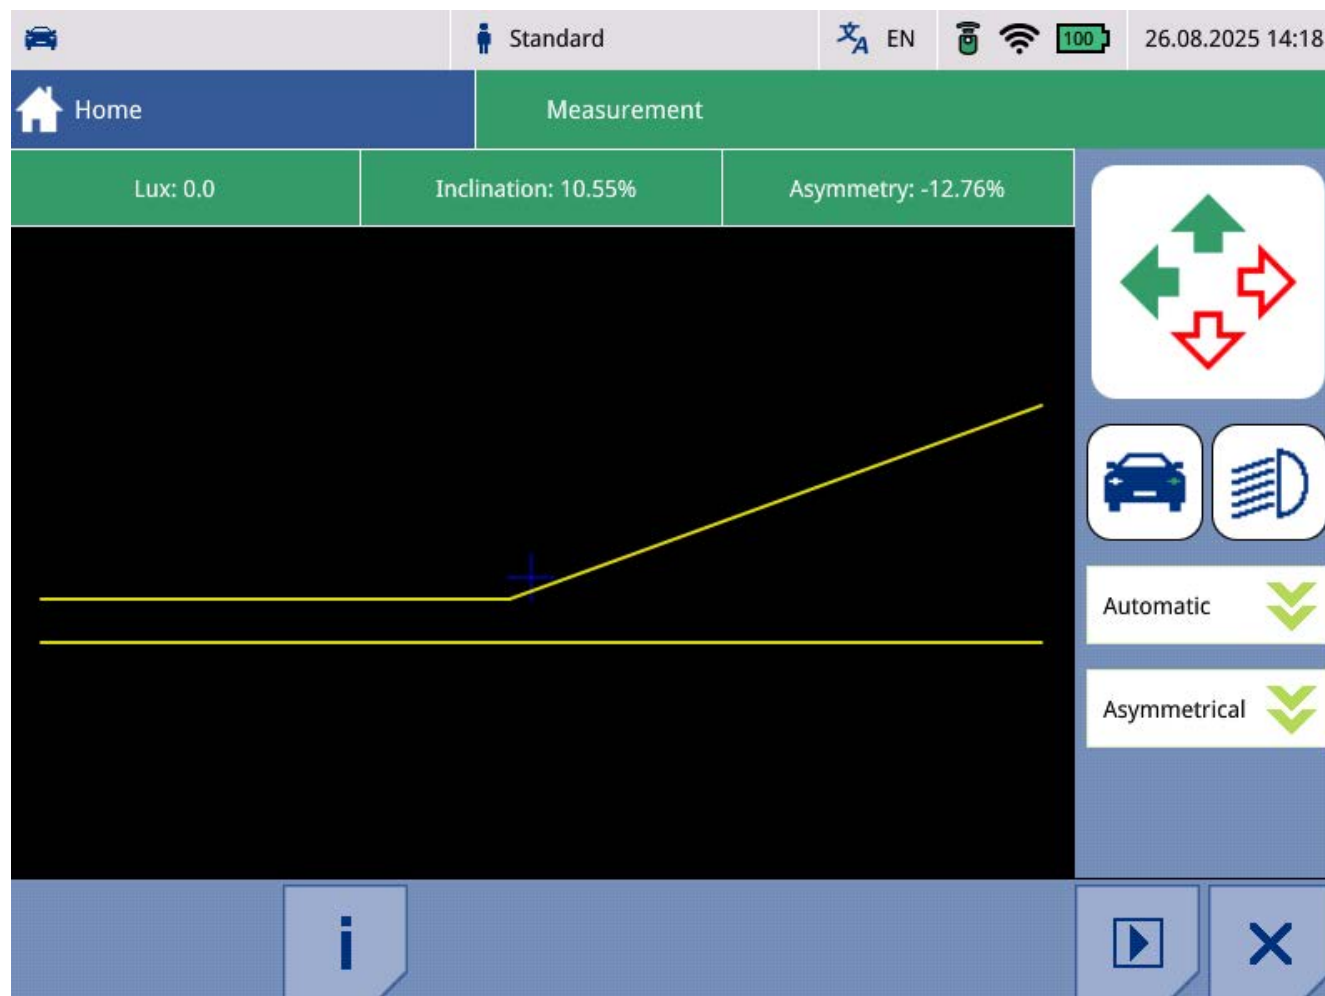 Standard
EN
100
26.08.2025 14:18
Home
Measurement
Lux: 0.0
Inclination: 10.55%
Asymmetry: -12.76%
Automatic
Asymmetrical
i